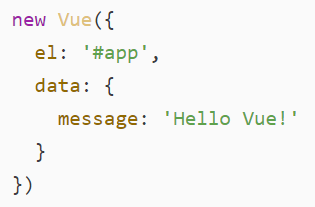 new Vue({
  el: '#app',
  data: {
    message: 'Hello Vue!'
  }
})